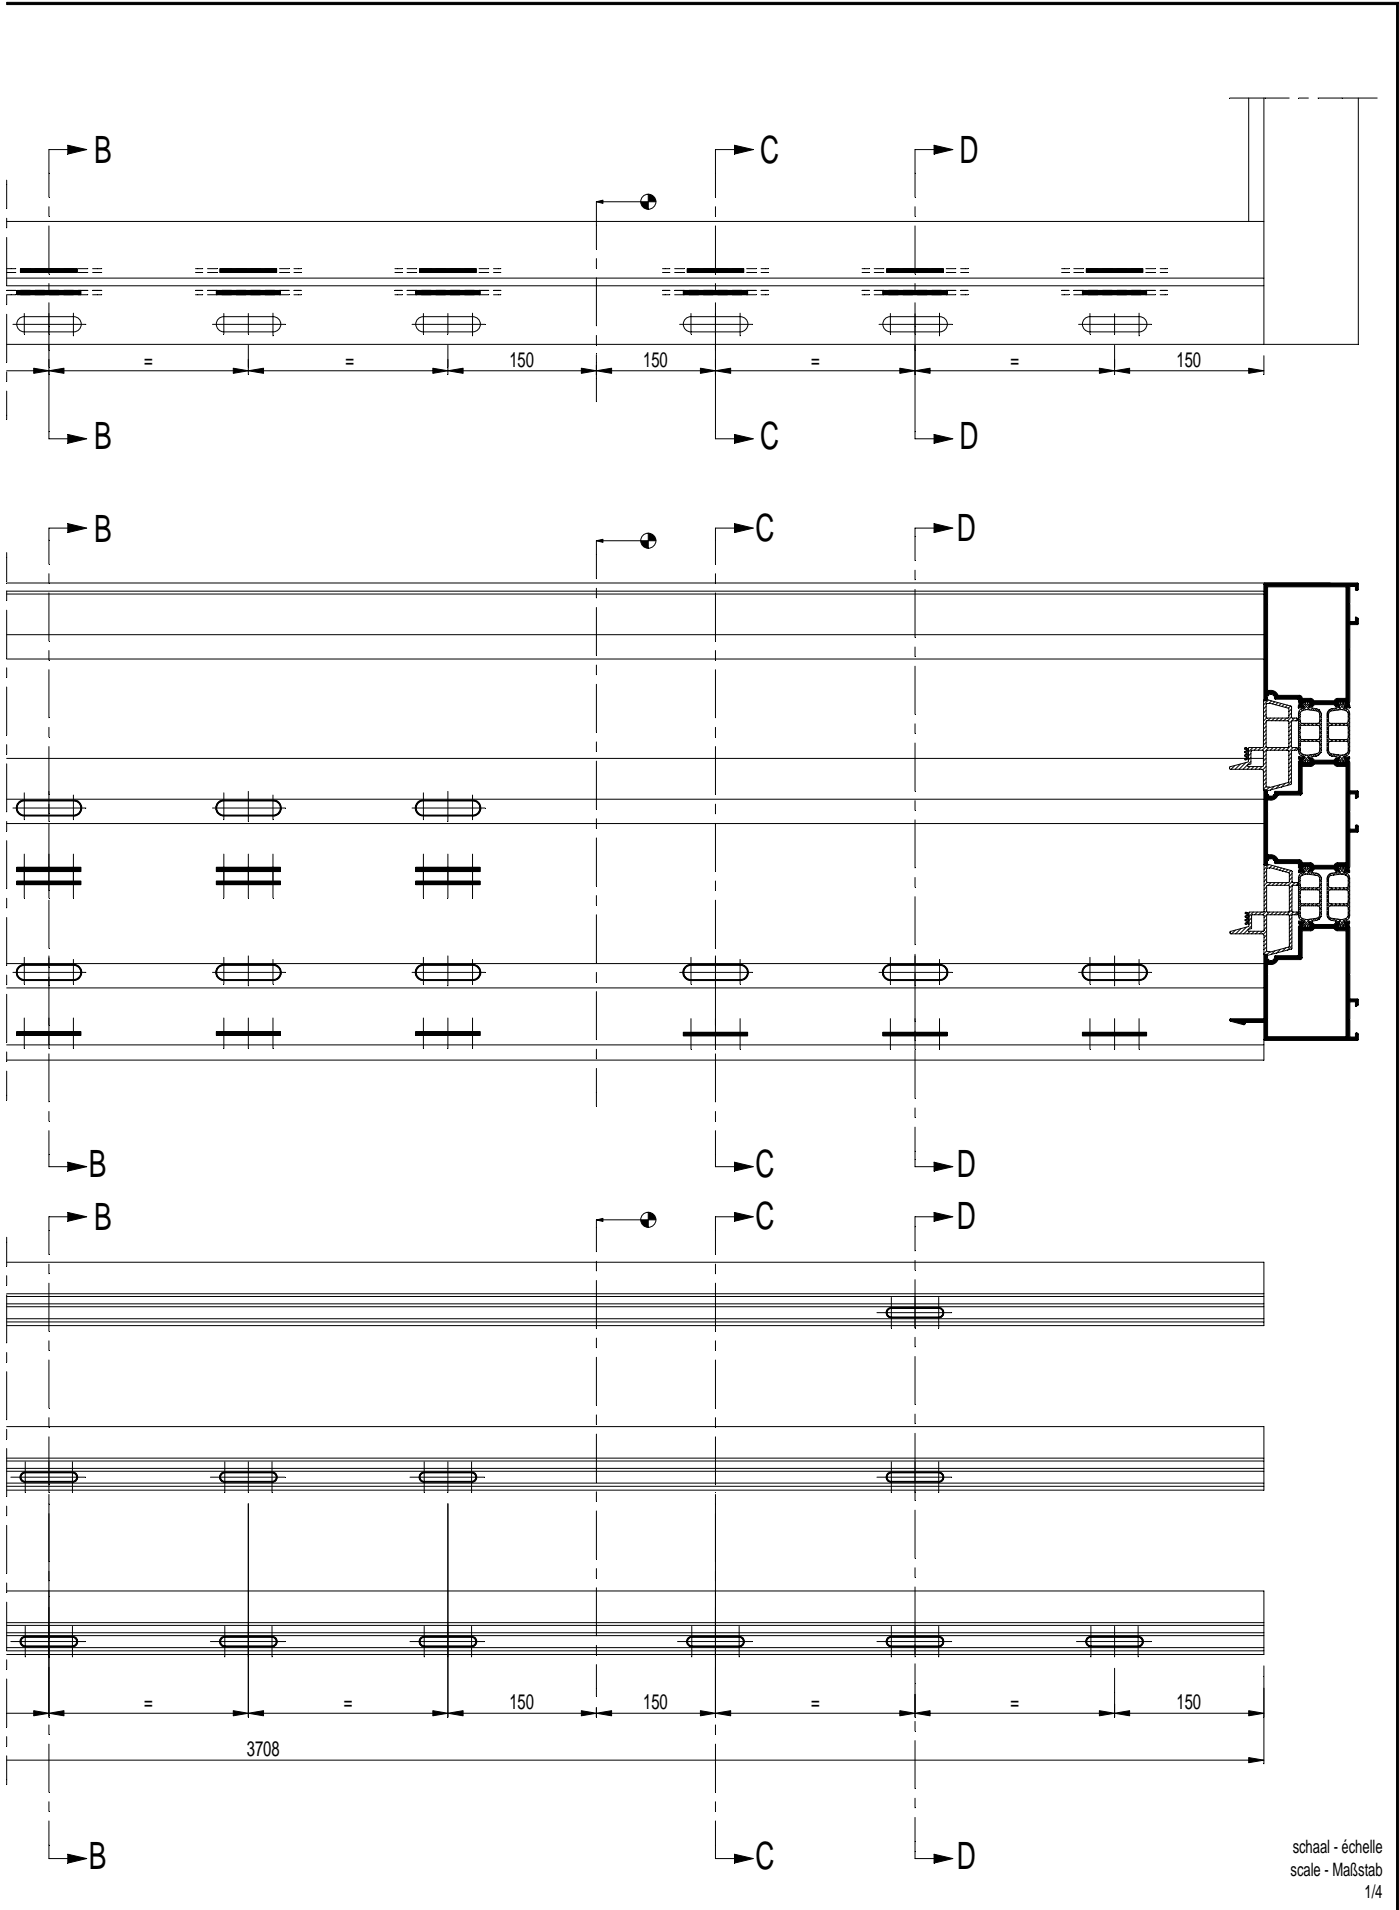 B C D
= = 150 150 = = 150
B C D
B C D
B C D
B C D
= = 150 150 = = 150
3708
B C D
schaal - échelle
scale - Maßstab
1/4